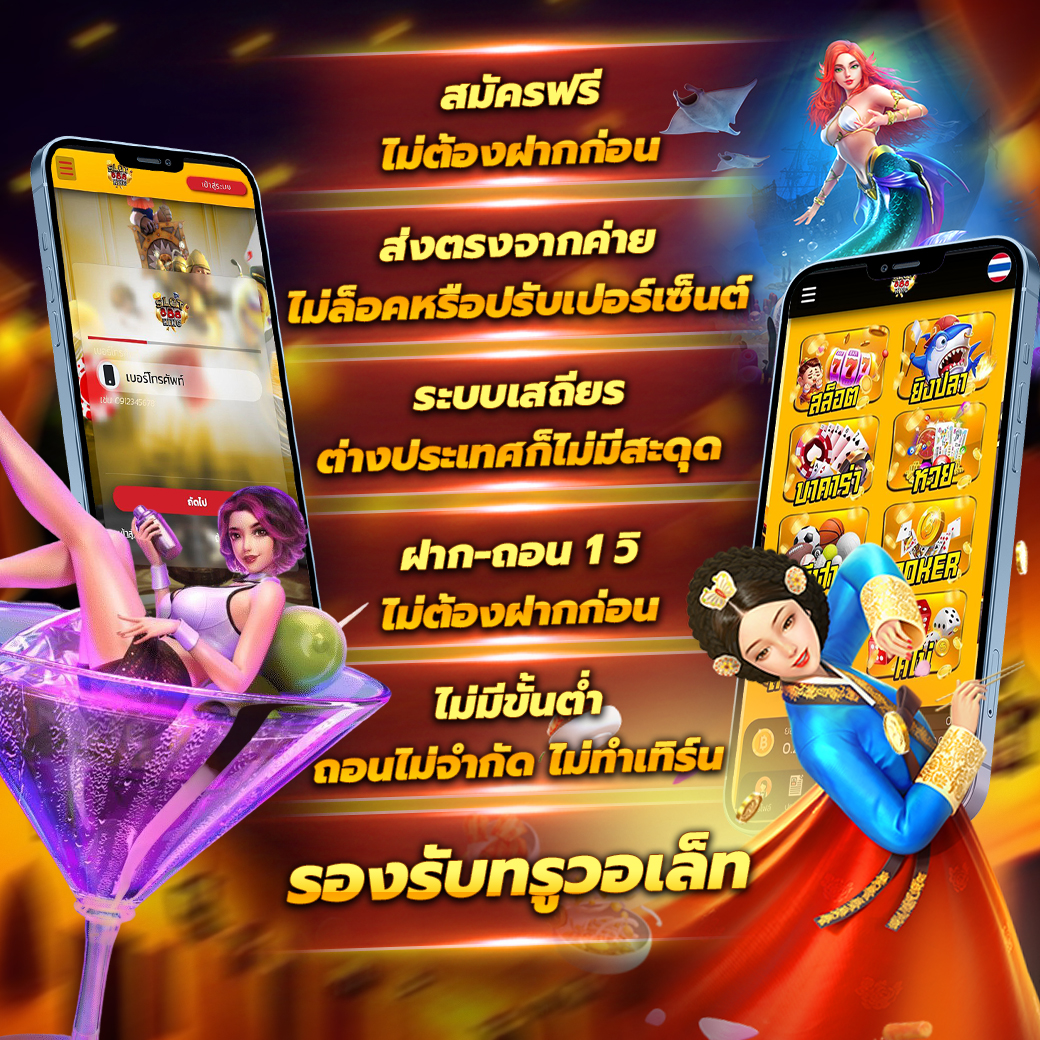 สมัครฟรี
ไม่ต้องฝากก่อน
ส่งตรงจากค่าย
ไม่ล็อคหรือปรับเปอร์เซ็นต์
ระบบเสถียร
ต่างประเทศก็ไม่มีสะดุด
ฝาก-ถอน 1 วิ
ไม่ต้องฝากก่อน
ไม่มีขั้นต่ำ
ถอนไม่จำกัด ไม่ทำเทิร์น
รองรับทรูวอเล็ท
เข้าสู่ระบบ
SLOT
888
KING
เบอร์โทรศัพท์
ถัดไป
สล็อต
ยิงปลา
บาคาร่า
หวย